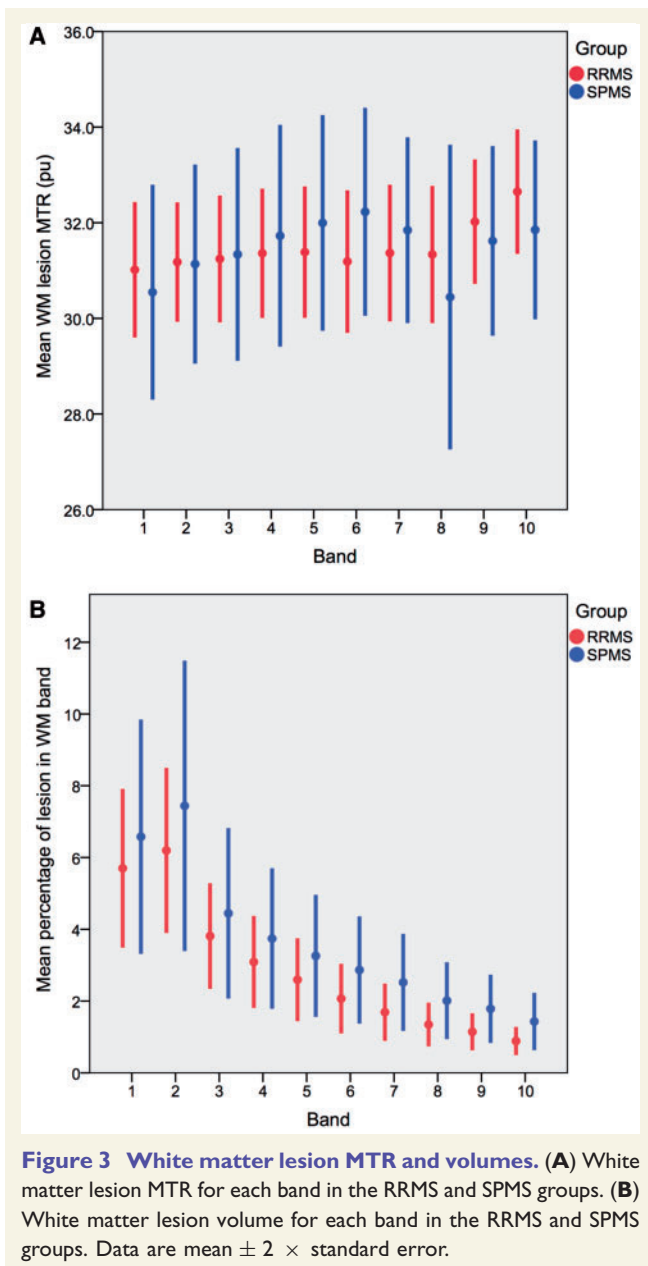 A
36.0
34.0
32.0
30.0
28.0
26.0
Mean WM lesion MTR (pu)
1 2 3 4 5 6 7 8 9 10
Band
Group
RRMS
SPMS
B
12
10
8
6
4
2
0
Mean percentage of lesion in WM band
1 2 3 4 5 6 7 8 9 10
Band
Group
RRMS
SPMS
Figure 3 White matter lesion MTR and volumes. (A) White
matter lesion MTR for each band in the RRMS and SPMS groups. (B)
White matter lesion volume for each band in the RRMS and SPMS
groups. Data are mean ± 2 × standard error.